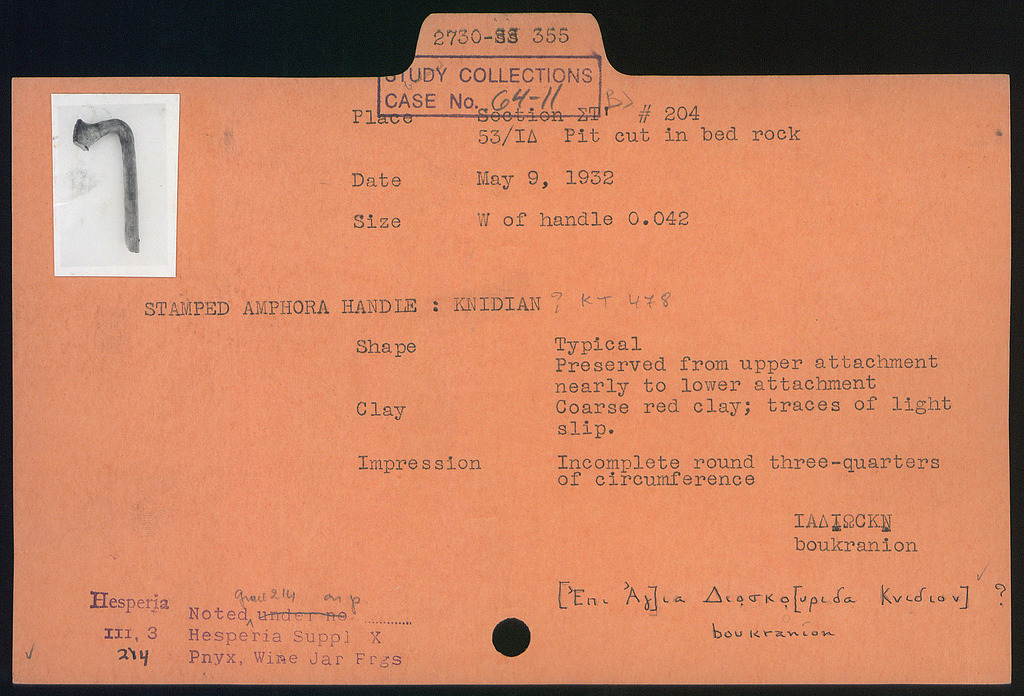 2730-SS 355
STUDY COLLECTIONS
CASE No. 64-11 B
Place Section ΣΤ' # 204
53/ΙΔ Pit cut in bed rock
Date May 9, 1932
Size W of handle 0.042
STAMPED AMPHORA HANDLE : KNIDIAN ? KT 478
Shape Typical
Preserved from upper attachment
nearly to lower attachment
Clay Coarse red clay; traces of light
slip.
Impression Incomplete round three-quarters
of circumference
ΙΑΔΙΩCΚΝ
boukranion
[Ἐπι Ἁγ]ια Διοσκο[υριδα Κνιδιον] ?
boukranion
Hesperia
III, 3
214
grace 214 on p.
Noted under no ............
Hesperia Suppl X
Pnyx, Wine Jar Frgs